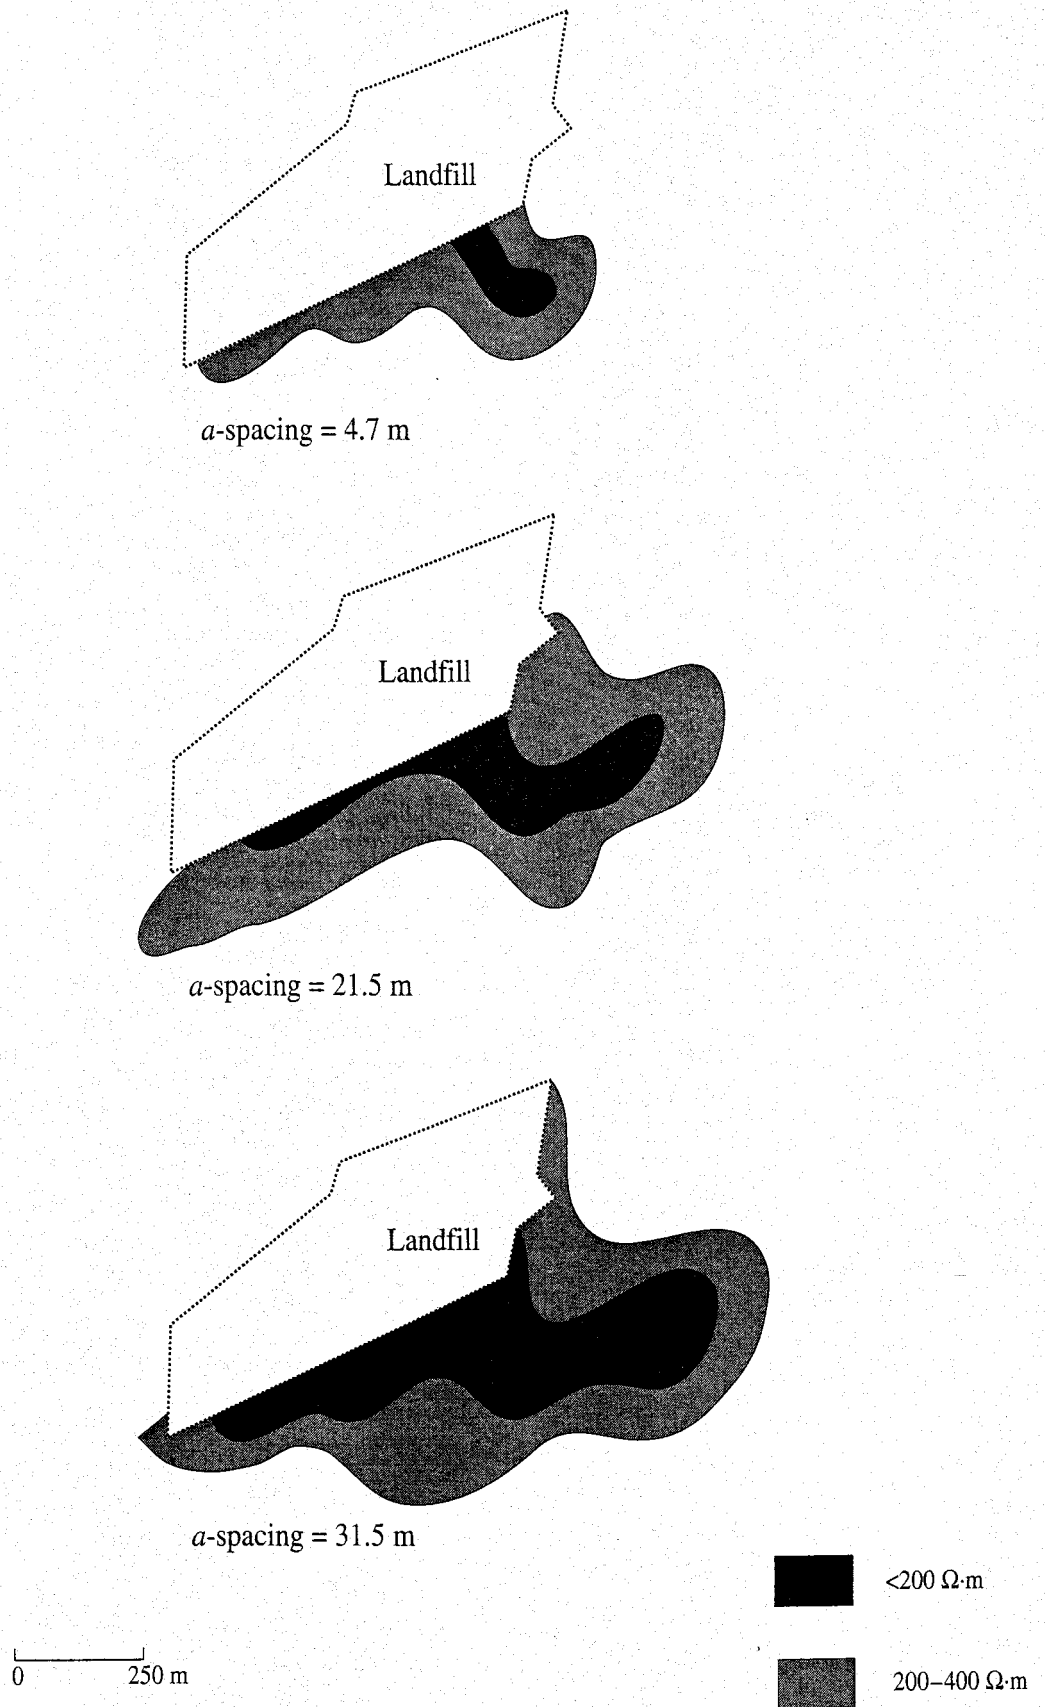 Landfill
a-spacing = 4.7 m
Landfill
a-spacing = 21.5 m
Landfill
a-spacing = 31.5 m
<200 Ω·m
0 250 m
200–400 Ω·m